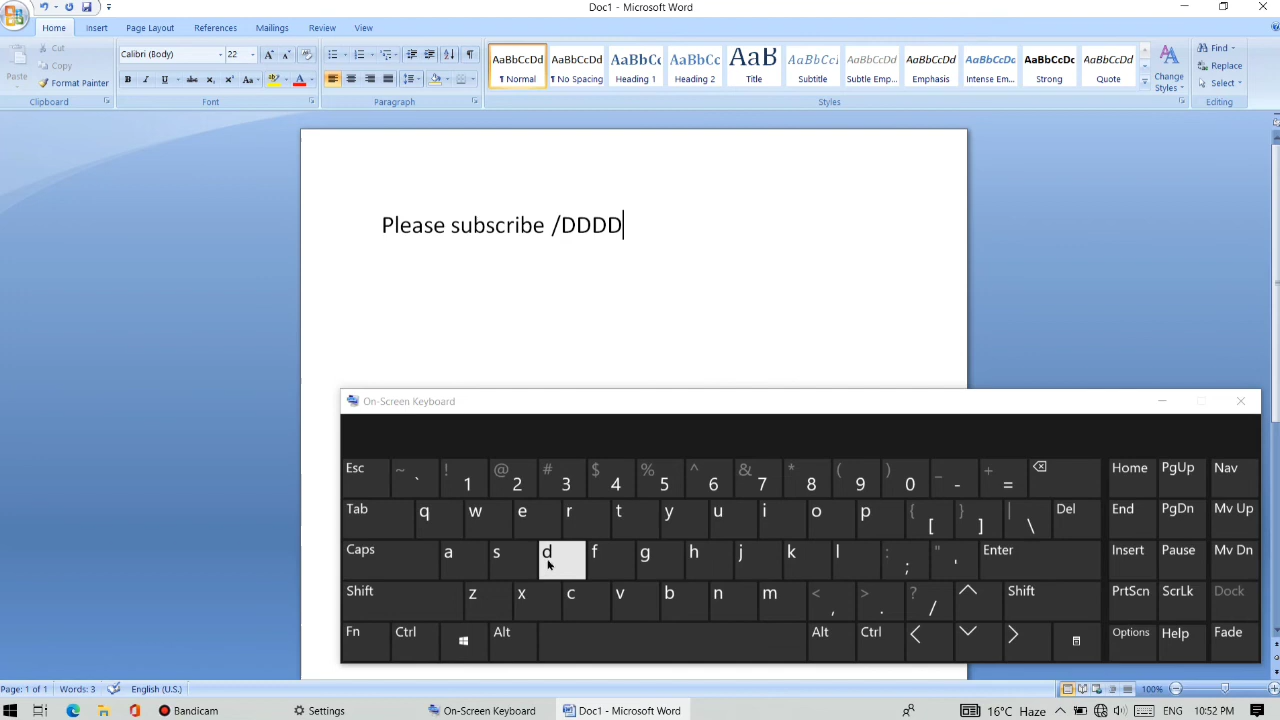 Doc1 - Microsoft Word
Home Insert Page Layout References Mailings Review View
Paste
Cut
Copy
Format Painter
Clipboard
Calibri (Body) 22
B I U abc X₂ X² Aa A
Font
Paragraph
AaBbCcDd AaBbCcDd AaBbCc AaBbCc AaB AaBbCcI AaBbCcDd AaBbCcDd AaBbCcDc AaBbCcDc AaBbCcDd
¶ Normal ¶ No Spacing Heading 1 Heading 2 Title Subtitle Subtle Emp... Emphasis Intense Em... Strong Quote
Change Styles
Styles
Find
Replace
Select
Editing
Please subscribe /DDDD
On-Screen Keyboard
Esc ~ ` ! 1 @ 2 # 3 $ 4 % 5 ^ 6 & 7 * 8 ( 9 ) 0 _ - + = Home PgUp Nav
Tab q w e r t y u i o p { [ } ] | \ Del End PgDn Mv Up
Caps a s d f g h j k l : ; " ' Enter Insert Pause Mv Dn
Shift z x c v b n m < , > . ? / Shift PrtScn ScrLk Dock
Fn Ctrl Alt Alt Ctrl Options Help Fade
Page: 1 of 1 Words: 3 English (U.S.) 100%
Bandicam Settings On-Screen Keyboard Doc1 - Microsoft Word 16°C Haze ENG 10:52 PM